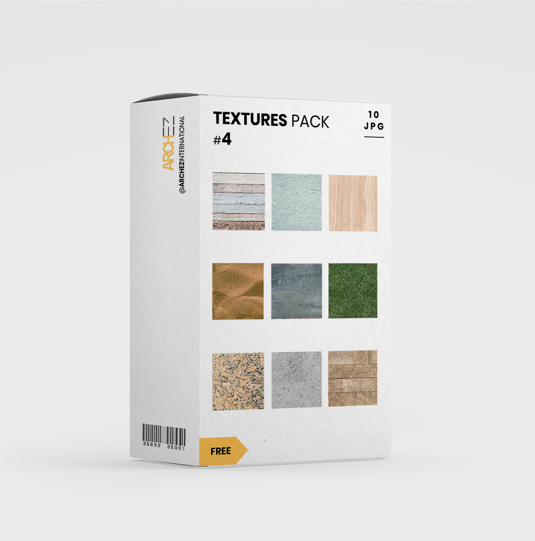 TEXTURES PACK
#4
10
JPG
ARCHEZ
@ARCHEZINTERNATIONAL
FREE